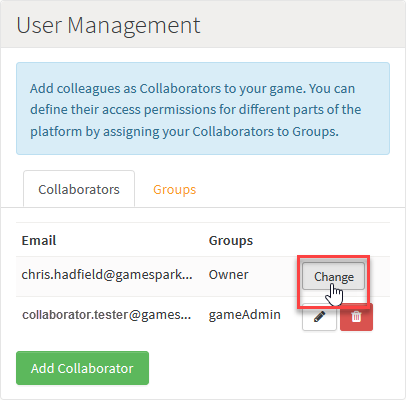 User Management
Add colleagues as Collaborators to your game. You can
define their access permissions for different parts of the
platform by assigning your Collaborators to Groups.
Collaborators Groups
Email Groups
chris.hadfield@gamespark... Owner Change
collaborator.tester@games... gameAdmin
Add Collaborator